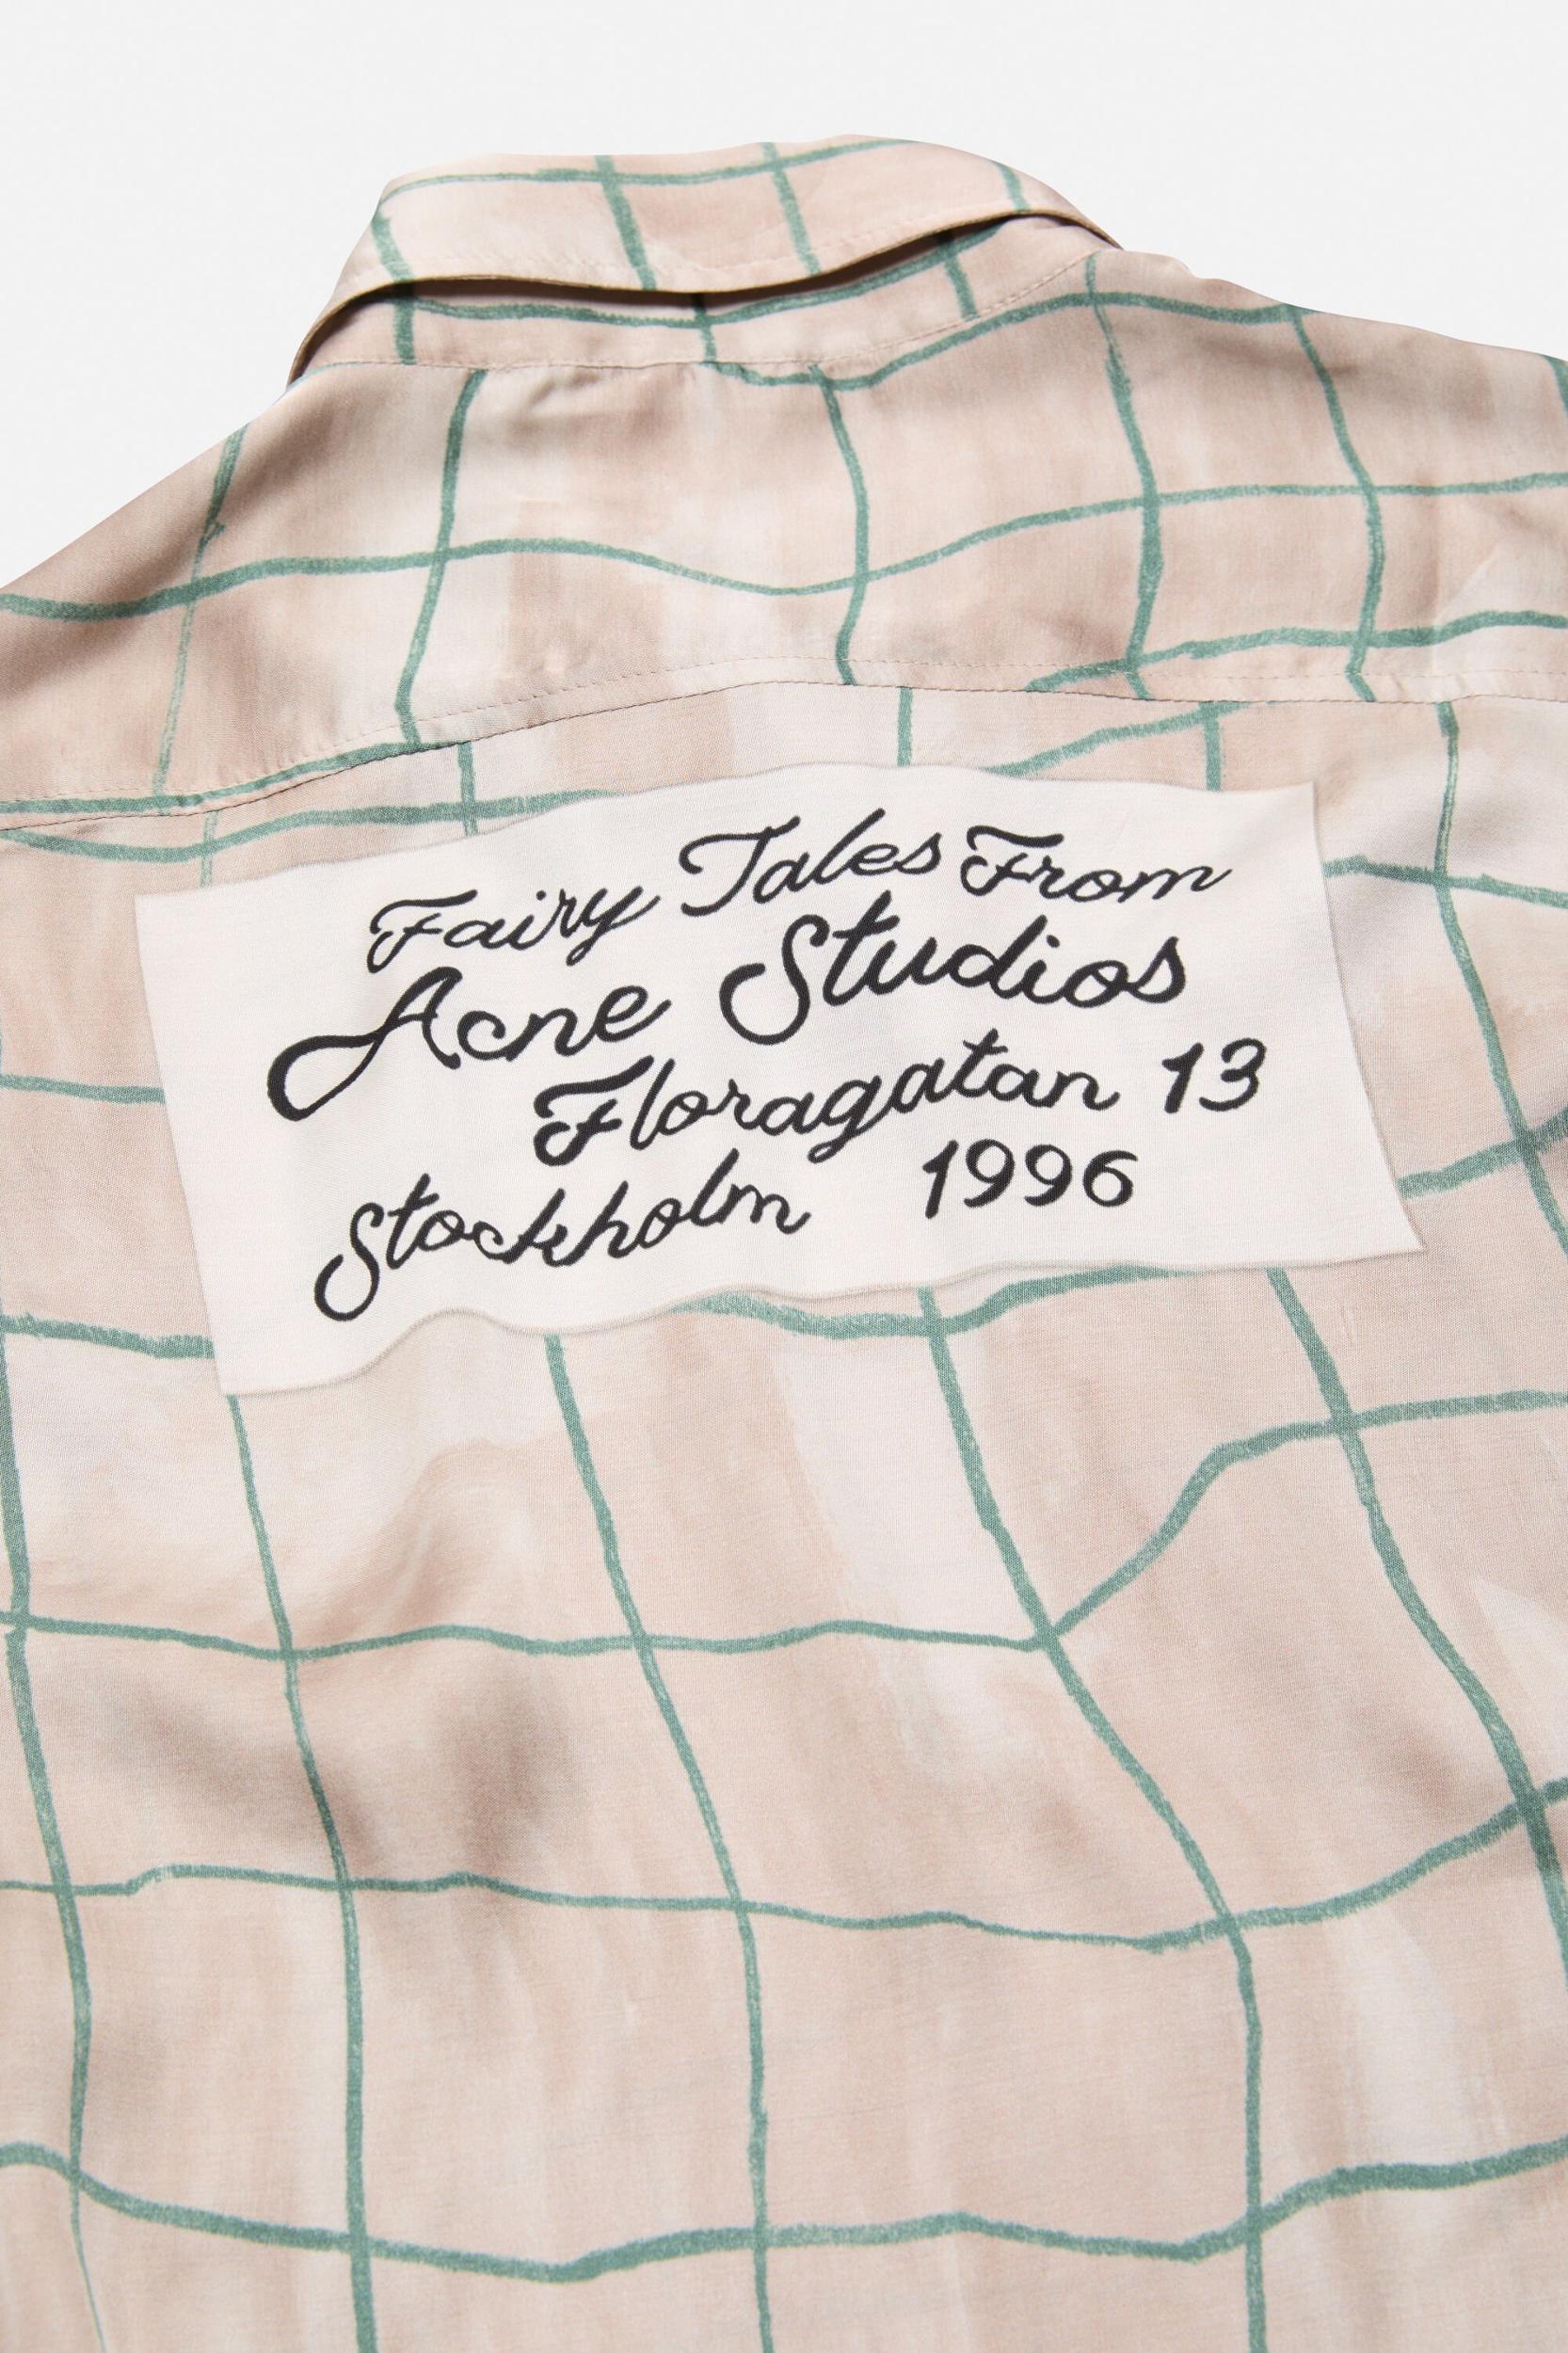 Fairy Tales From
Acne Studios
Floragatan 13
Stockholm 1996